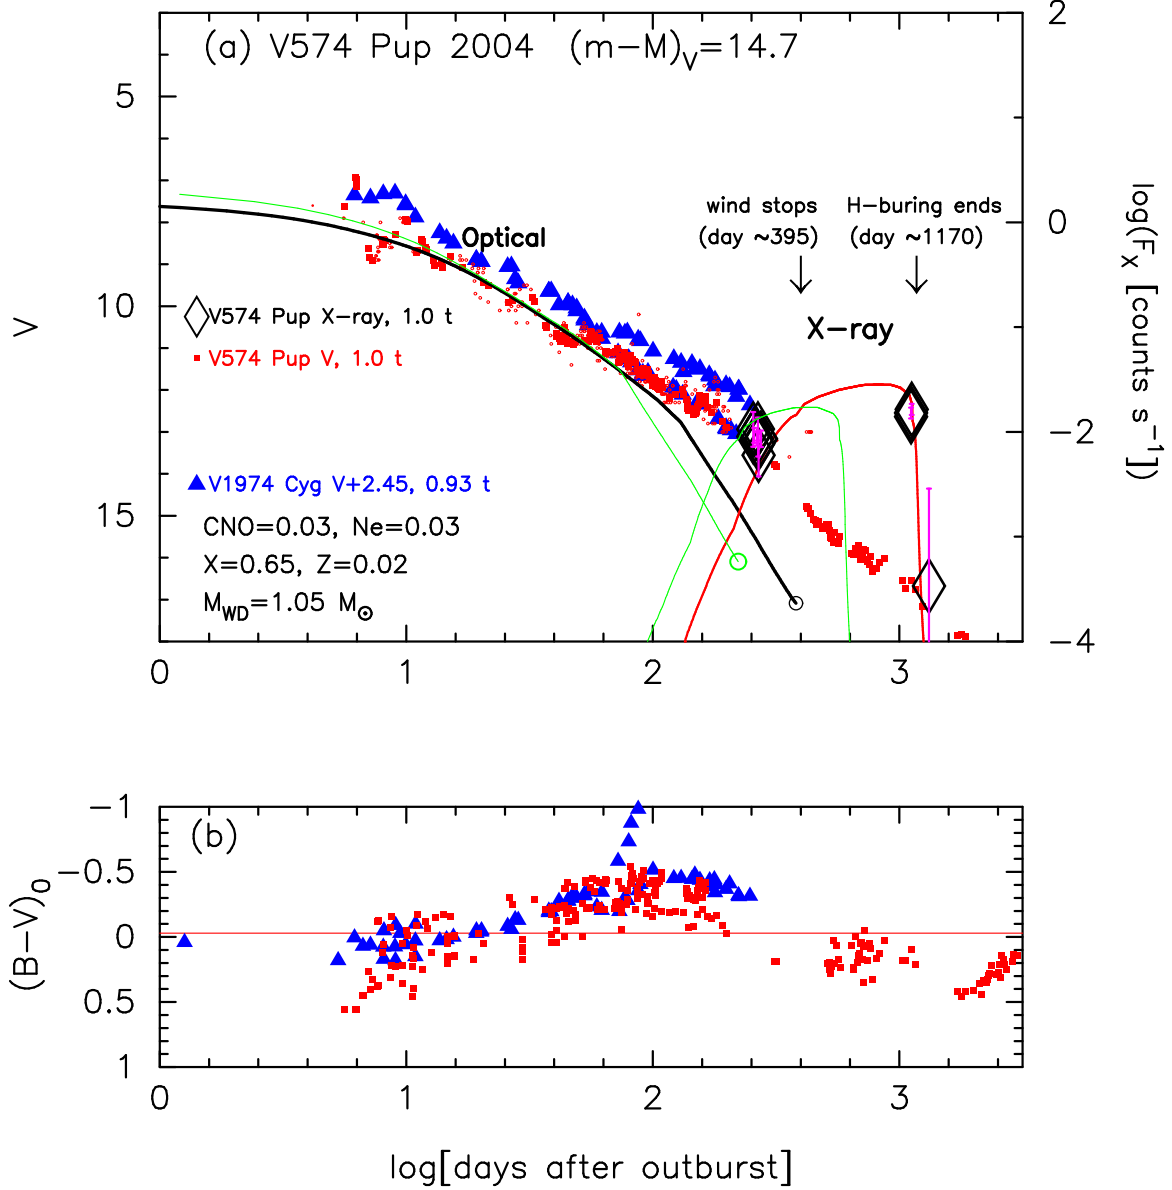 (a) V574 Pup 2004 (m−M)V=14.7
2
5
wind stops
(day ~395)
H−buring ends
(day ~1170)
0
Optical
V
10
V574 Pup X−ray, 1.0 t
X−ray
log(FX [counts s−1])
V574 Pup V, 1.0 t
−2
V1974 Cyg V+2.45, 0.93 t
15
CNO=0.03, Ne=0.03
X=0.65, Z=0.02
MWD=1.05 M⊙
−4
0 1 2 3
−1
(b)
−0.5
(B−V)0
0
0.5
1
0 1 2 3
log[days after outburst]